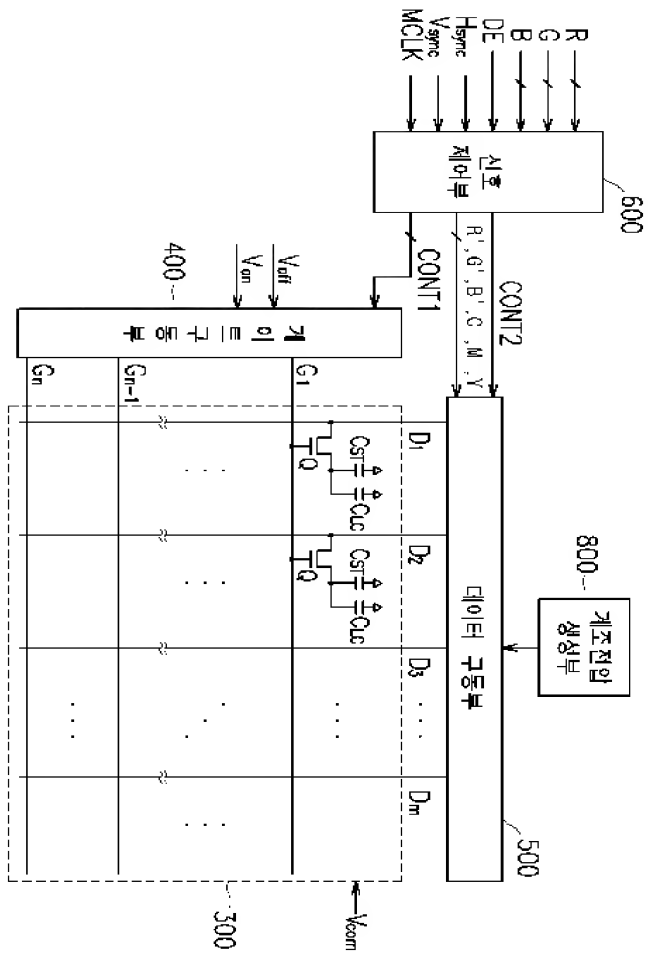 R
G
B
DE
Hsync
Vsync
MCLK
신호
제어부
600
CONT2
R',G',B',C,M,Y
CONT1
계조전압
생성부
800
데이터 구동부
500
Voff
Von
400
게이트구동부
D1
D2
D3
...
Dm
G1
Gn-1
Gn
Q
CST
CLC
Q
CST
CLC
Vcom
300